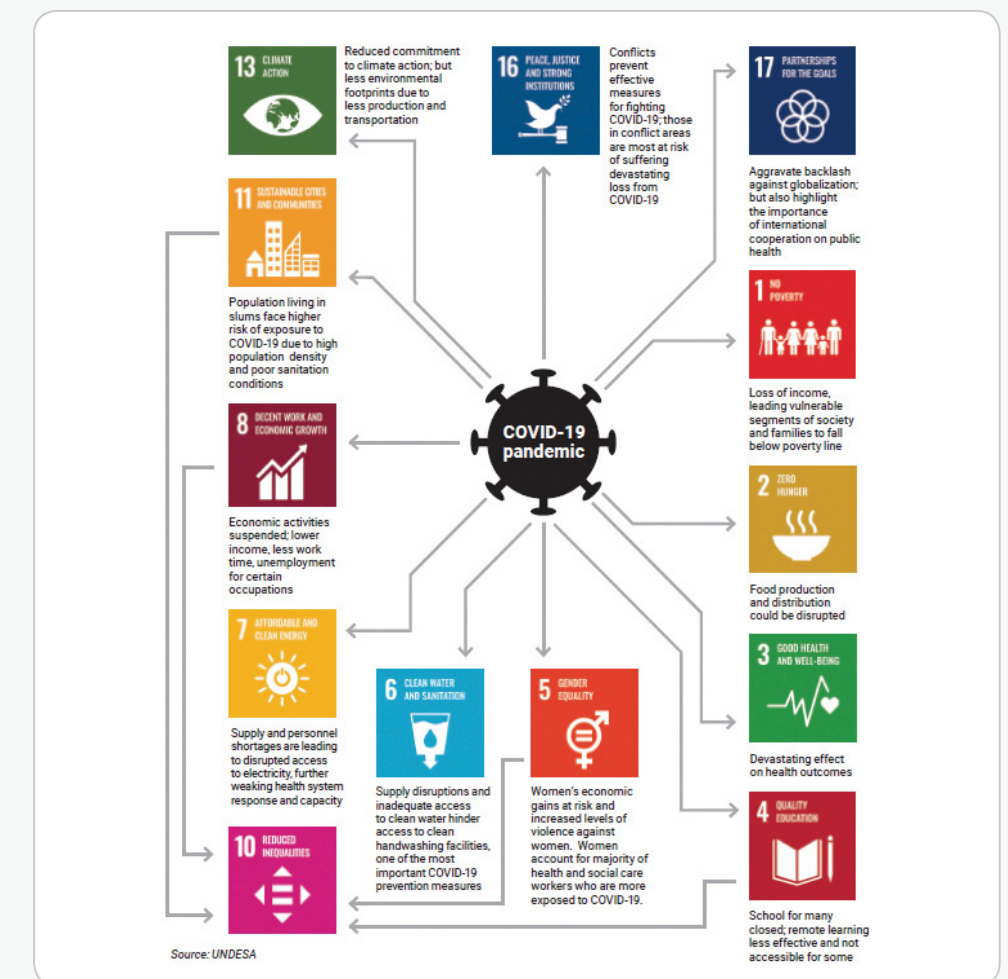 13 CLIMATE
ACTION
Reduced commitment
to climate action; but
less environmental
footprints due to
less production and
transportation
16 PEACE, JUSTICE
AND STRONG
INSTITUTIONS
Conflicts
prevent
effective
measures
for fighting
COVID-19; those
in conflict areas
are most at risk
of suffering
devastating
loss from
COVID-19
17 PARTNERSHIPS
FOR THE GOALS
Aggravate backlash
against globalization;
but also highlight
the importance
of international
cooperation on public
health
11 SUSTAINABLE CITIES
AND COMMUNITIES
Population living in
slums face higher
risk of exposure to
COVID-19 due to high
population density
and poor sanitation
conditions
1 NO
POVERTY
Loss of income,
leading vulnerable
segments of society
and families to fall
below poverty line
COVID-19
pandemic
8 DECENT WORK AND
ECONOMIC GROWTH
Economic activities
suspended; lower
income, less work
time, unemployment
for certain
occupations
2 ZERO
HUNGER
Food production
and distribution
could be disrupted
7 AFFORDABLE AND
CLEAN ENERGY
Supply and personnel
shortages are leading
to disrupted access
to electricity, further
weaking health system
response and capacity
6 CLEAN WATER
AND SANITATION
Supply disruptions and
inadequate access
to clean water hinder
access to clean
handwashing facilities,
one of the most
important COVID-19
prevention measures
5 GENDER
EQUALITY
Women's economic
gains at risk and
increased levels of
violence against
women. Women
account for majority of
health and social care
workers who are more
exposed to COVID-19.
3 GOOD HEALTH
AND WELL-BEING
Devastating effect
on health outcomes
4 QUALITY
EDUCATION
School for many
closed; remote learning
less effective and not
accessible for some
10 REDUCED
INEQUALITIES
Source: UNDESA